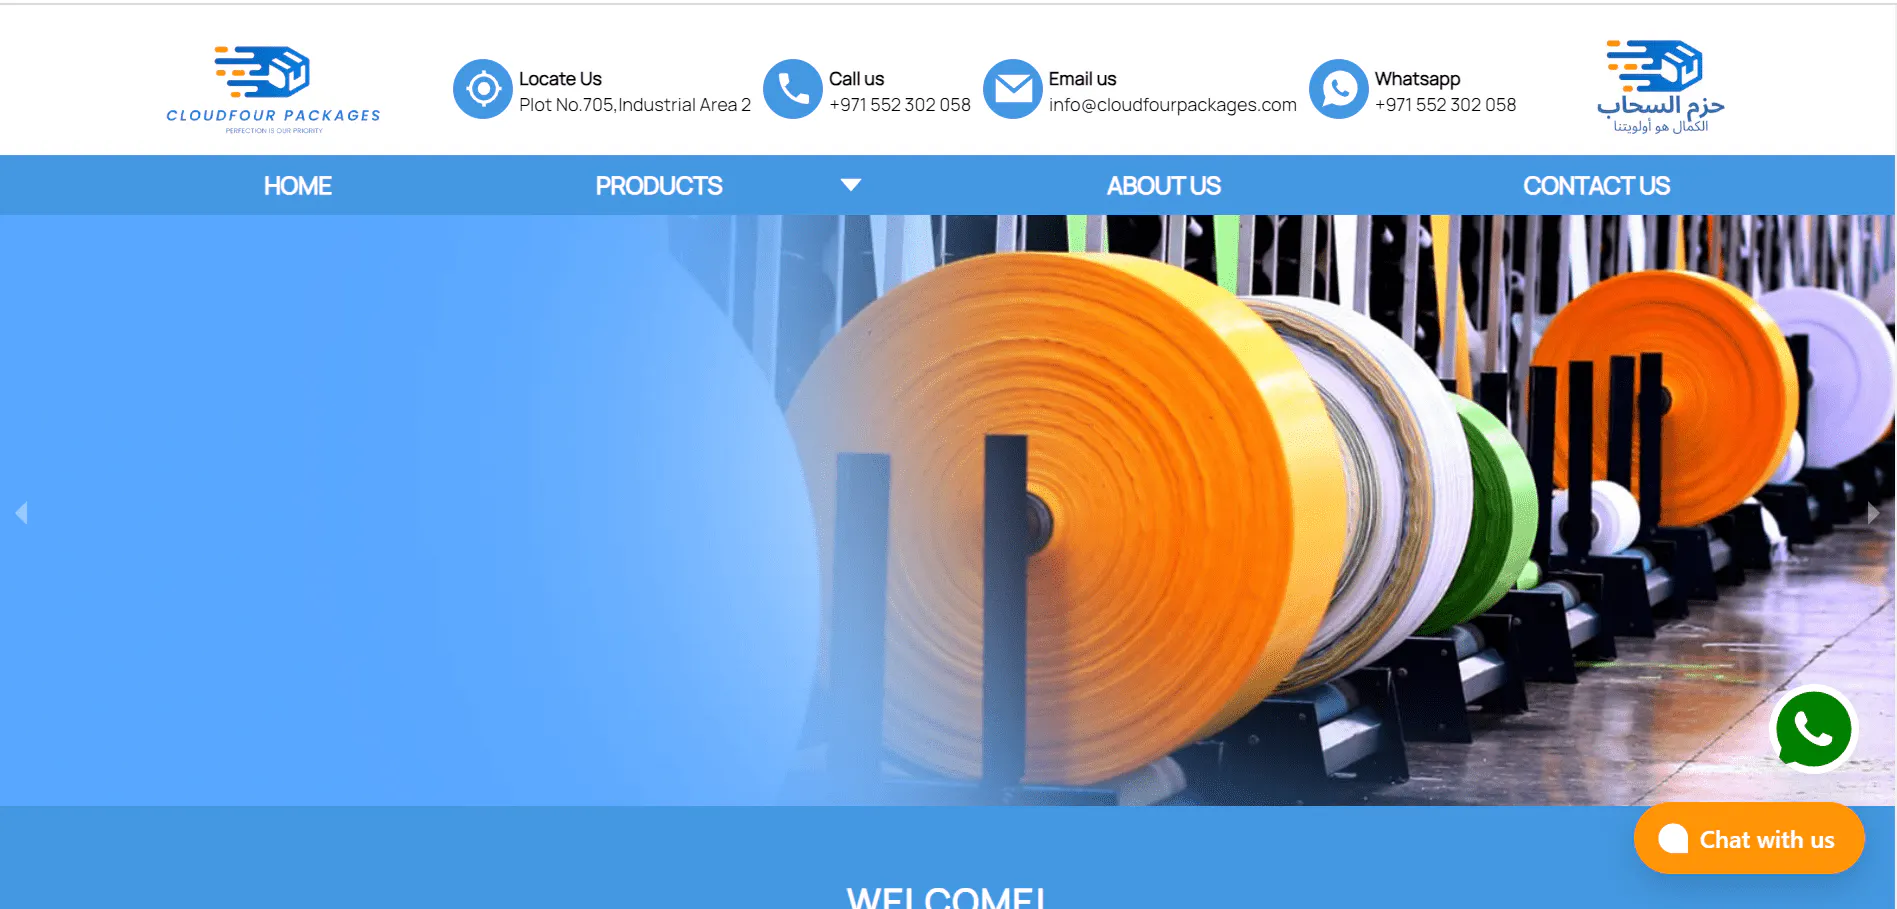 CLOUDFOUR PACKAGES
PERFECTION IS OUR PRIORITY
Locate Us
Plot No.705,Industrial Area 2
Call us
+971 552 302 058
Email us
info@cloudfourpackages.com
Whatsapp
+971 552 302 058
حزم السحاب
الكمال هو أولويتنا
HOME
PRODUCTS
ABOUT US
CONTACT US
Chat with us
WELCOME!